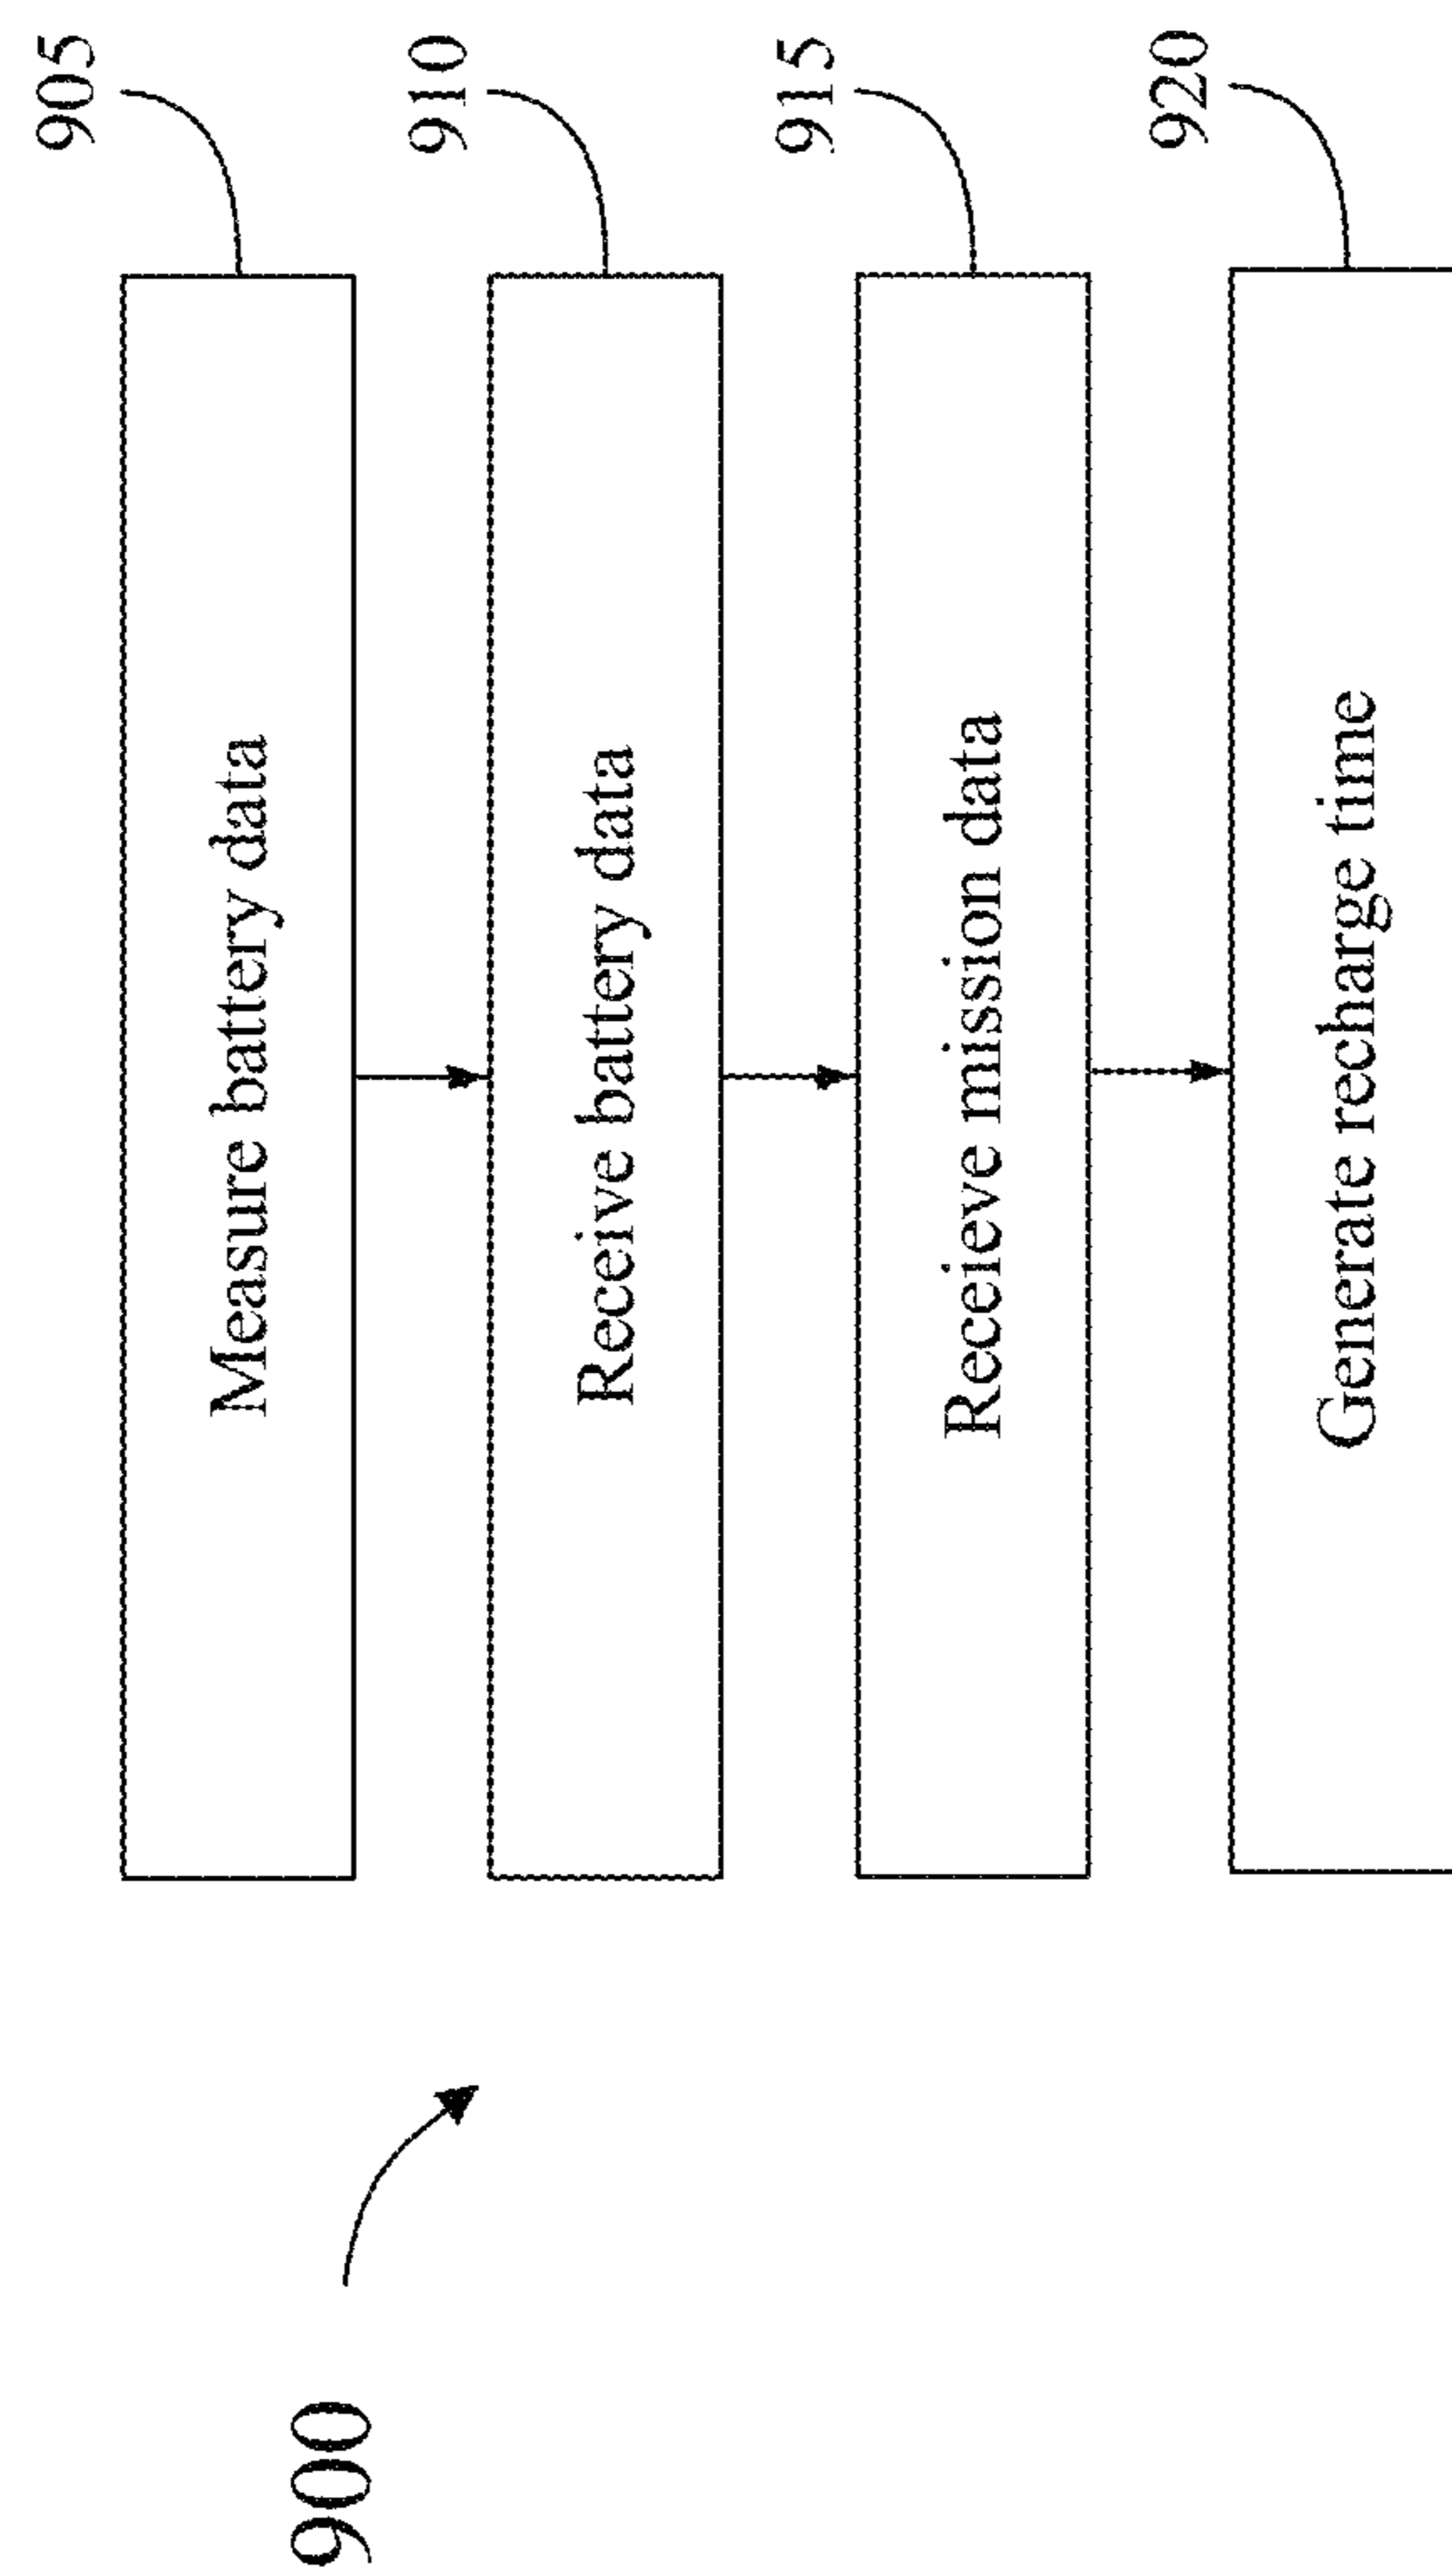 900
Measure battery data
905
Receive battery data
910
Receieve mission data
915
Generate recharge time
920